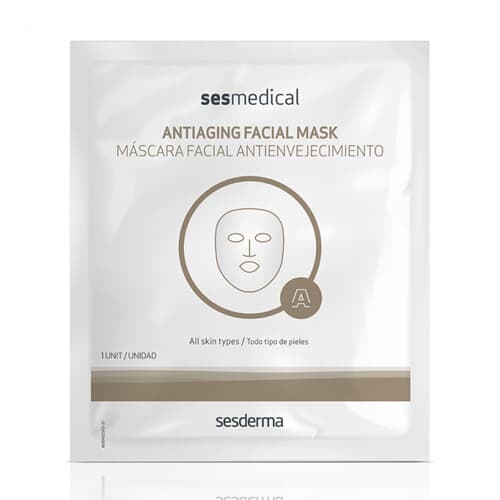 sesmedical
ANTIAGING FACIAL MASK
MÁSCARA FACIAL ANTIENVEJECIMIENTO
A
All skin types / Todo tipo de pieles
1 UNIT / UNIDAD
sesderma